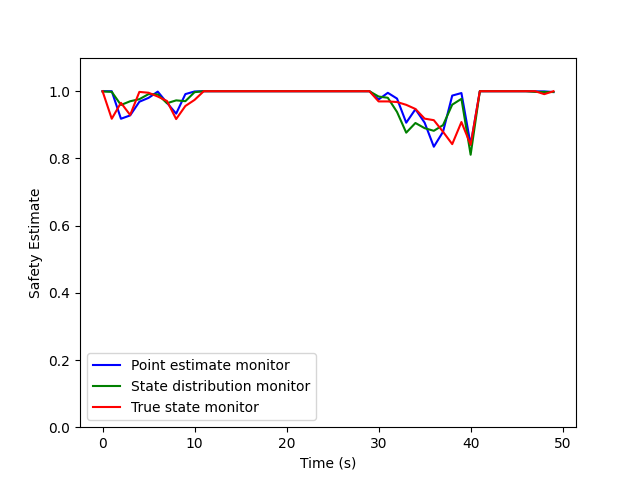 1.0
0.8
0.6
0.4
0.2
0.0
Safety Estimate
Point estimate monitor
State distribution monitor
True state monitor
0 10 20 30 40 50
Time (s)